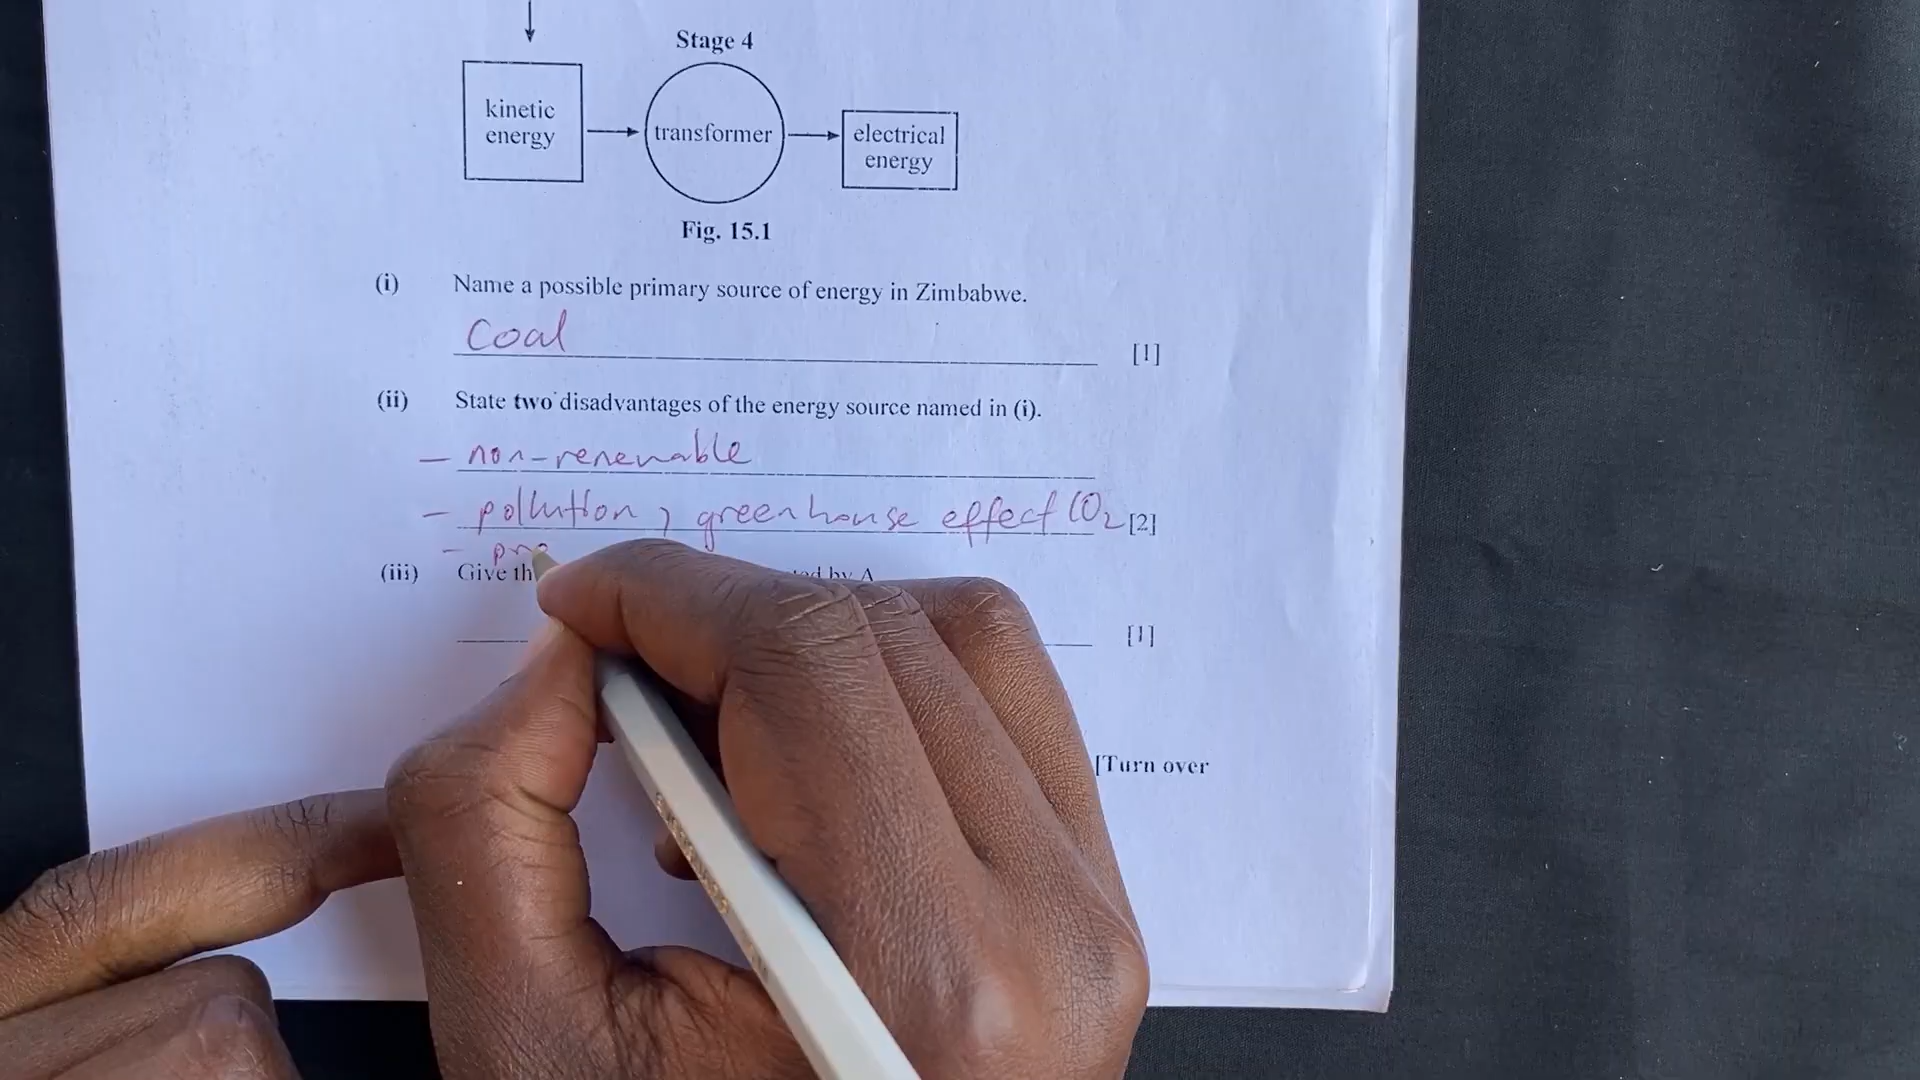 Stage 4
kinetic
energy
transformer
electrical
energy
Fig. 15.1
(i) Name a possible primary source of energy in Zimbabwe.
Coal
[1]
(ii) State two disadvantages of the energy source named in (i).
- non-renewable
- pollution, greenhouse effect CO2 [2]
- pro
(iii) Give th by A
[1]
[Turn over